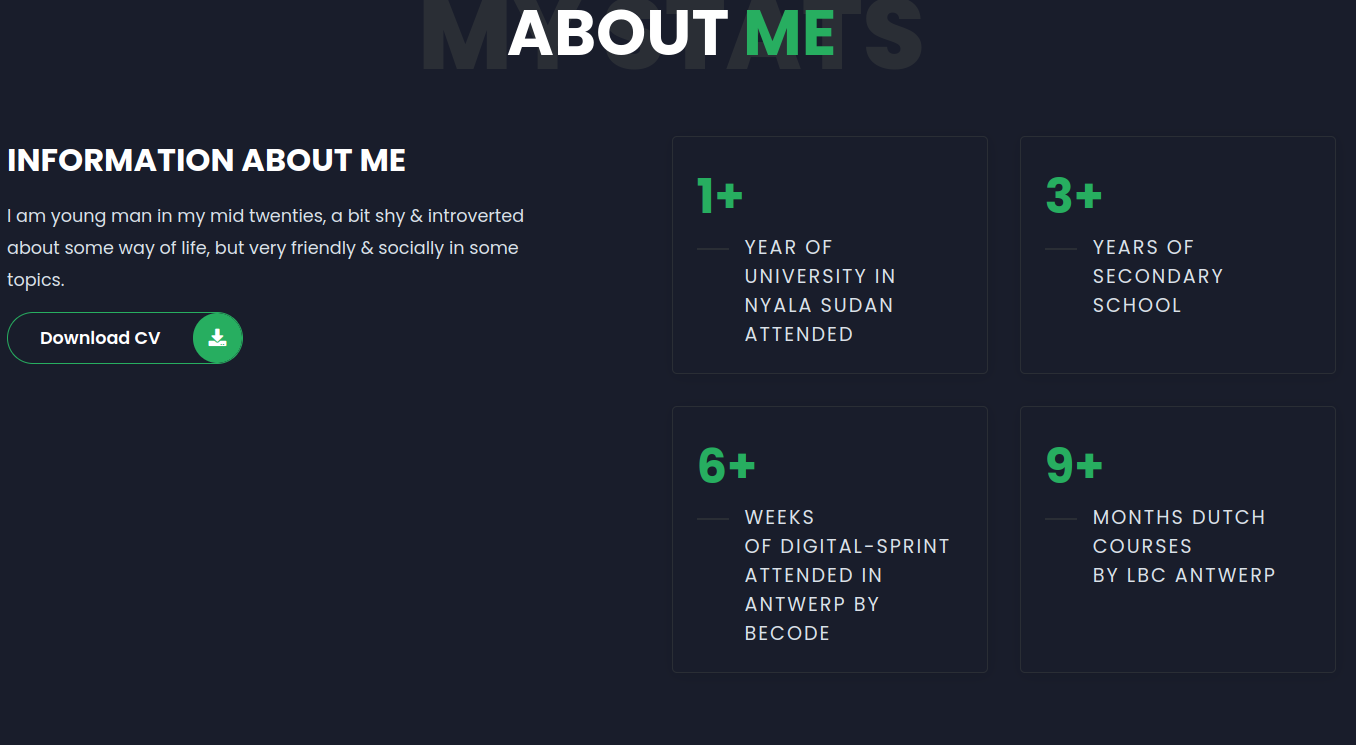 MY STATS
ABOUT ME
INFORMATION ABOUT ME
I am young man in my mid twenties, a bit shy & introverted
about some way of life, but very friendly & socially in some
topics.
Download CV
1+
YEAR OF
UNIVERSITY IN
NYALA SUDAN
ATTENDED
3+
YEARS OF
SECONDARY
SCHOOL
6+
WEEKS
OF DIGITAL-SPRINT
ATTENDED IN
ANTWERP BY
BECODE
9+
MONTHS DUTCH
COURSES
BY LBC ANTWERP